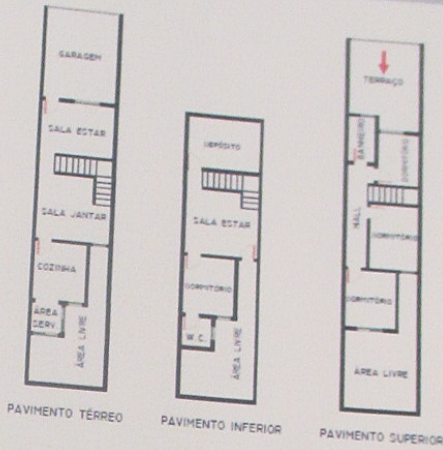 GARAGEM
SALA ESTAR
SALA JANTAR
COZINHA
ÁREA
SERV.
ÁREA LIVRE
PAVIMENTO TÉRREO
DEPÓSITO
SALA ESTAR
DORMITÓRIO
W.C.
ÁREA LIVRE
PAVIMENTO INFERIOR
TERRAÇO
BANHEIRO
DORMITÓRIO
HALL
DORMITÓRIO
DORMITÓRIO
ÁREA LIVRE
PAVIMENTO SUPERIOR